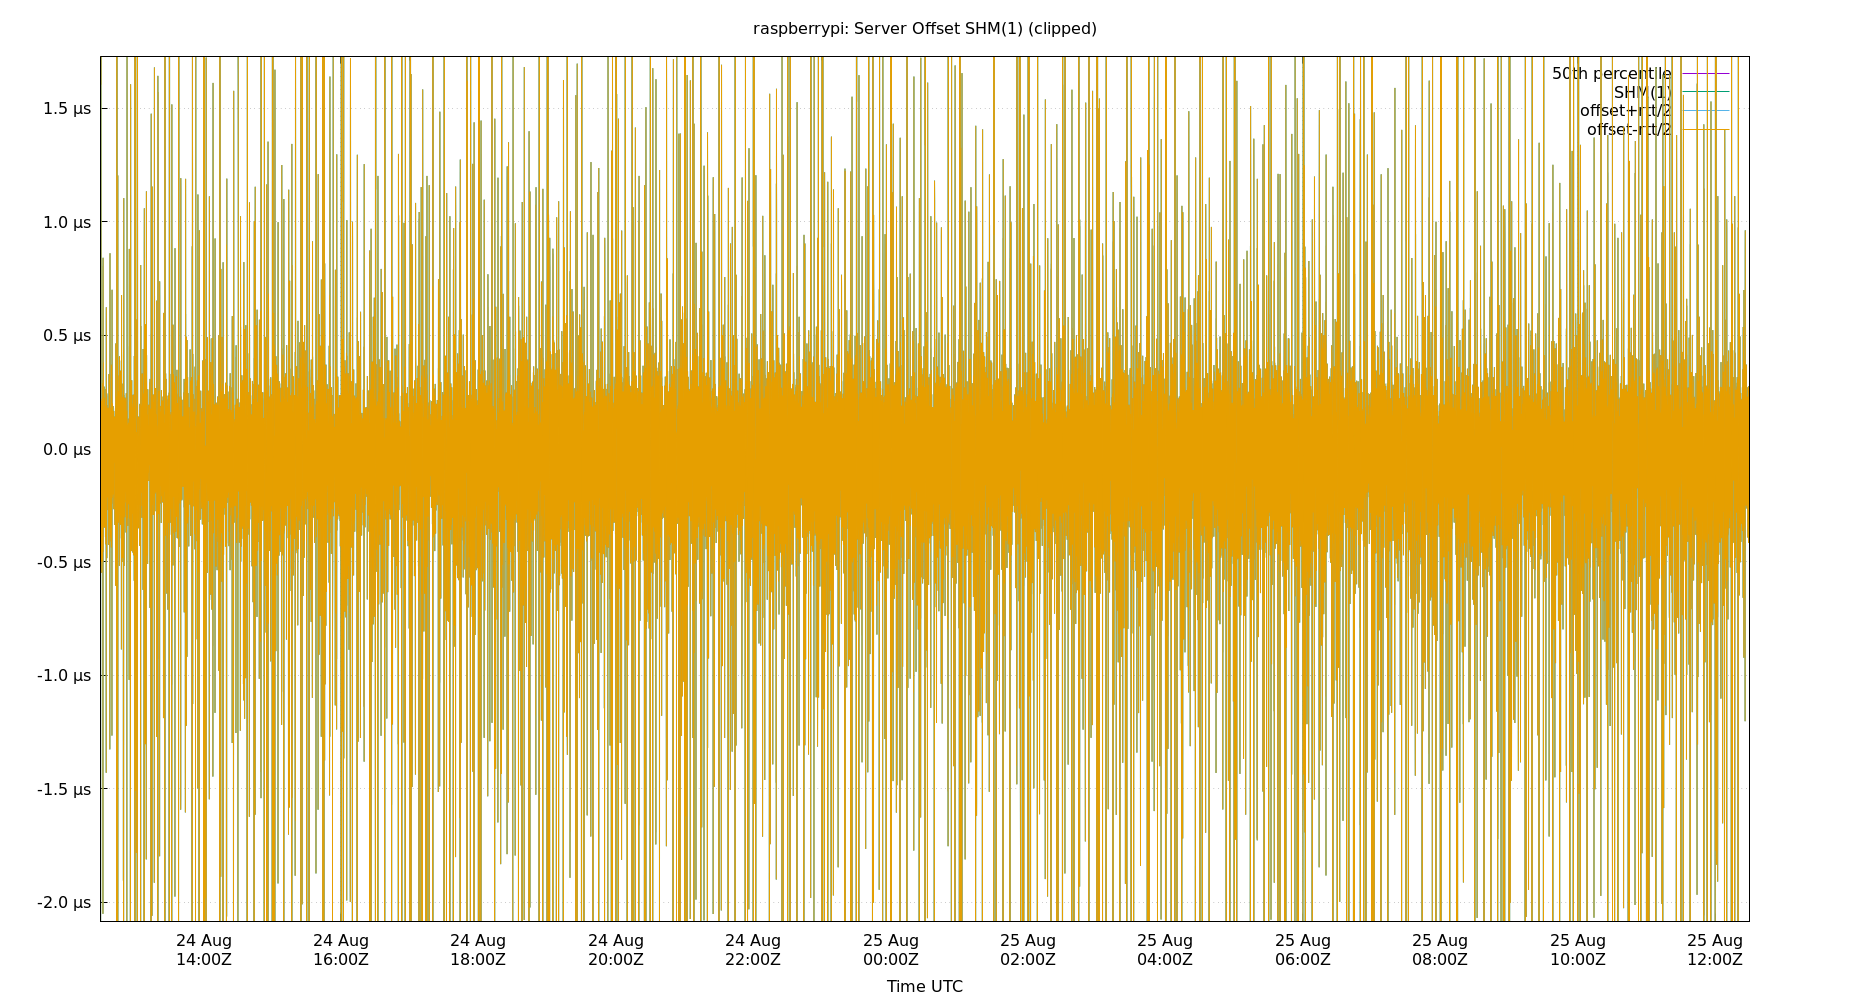 raspberrypi: Server Offset SHM(1) (clipped)
50th percentile
SHM(1)
offset+rtt/2
offset-rtt/2
1.5 µs
1.0 µs
0.5 µs
0.0 µs
-0.5 µs
-1.0 µs
-1.5 µs
-2.0 µs
24 Aug 24 Aug 24 Aug 24 Aug 24 Aug 25 Aug 25 Aug 25 Aug 25 Aug 25 Aug 25 Aug 25 Aug
14:00Z 16:00Z 18:00Z 20:00Z 22:00Z 00:00Z 02:00Z 04:00Z 06:00Z 08:00Z 10:00Z 12:00Z
Time UTC